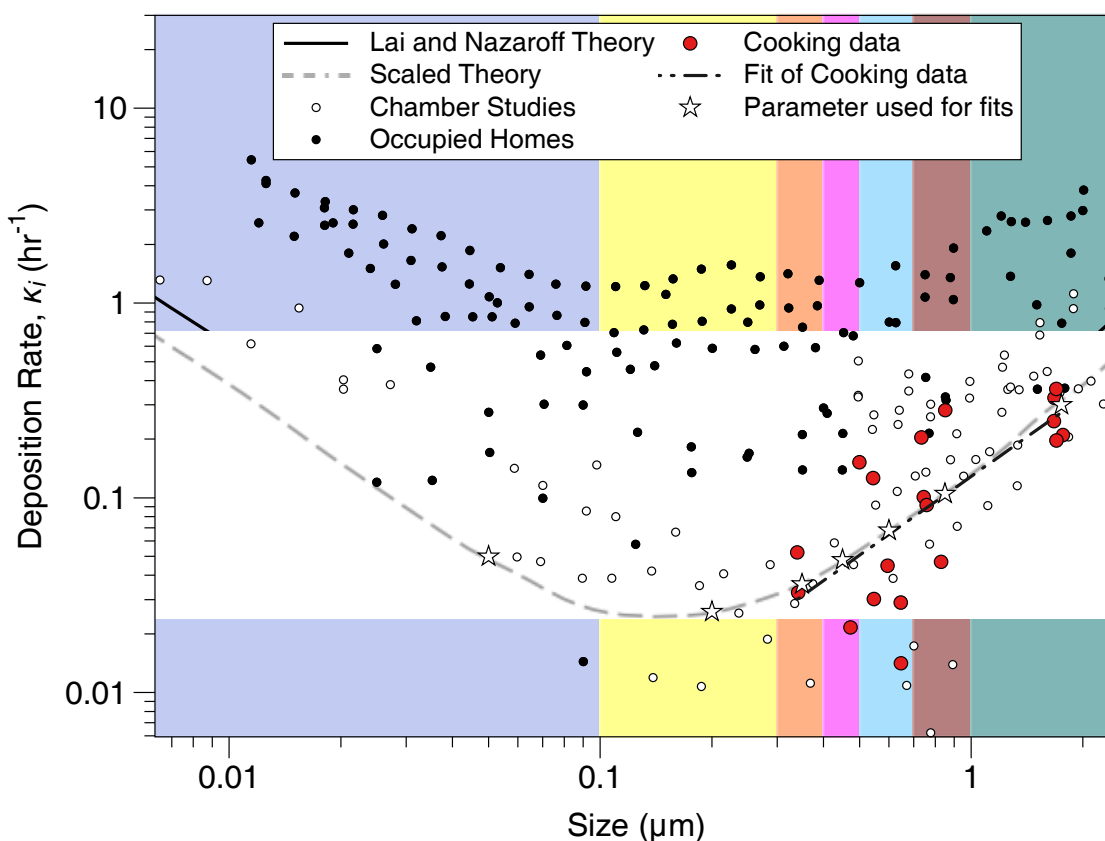 Lai and Nazaroff Theory
Scaled Theory
Chamber Studies
Occupied Homes
Cooking data
Fit of Cooking data
Parameter used for fits
Deposition Rate, κi (hr-1)
10
1
0.1
0.01
0.01
0.1
1
Size (µm)